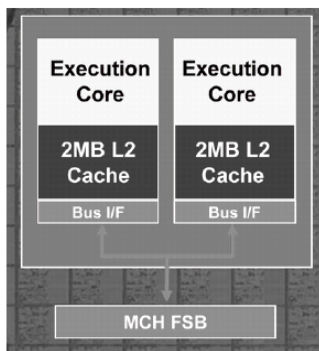 Execution
Core
2MB L2
Cache
Bus I/F
Execution
Core
2MB L2
Cache
Bus I/F
MCH FSB